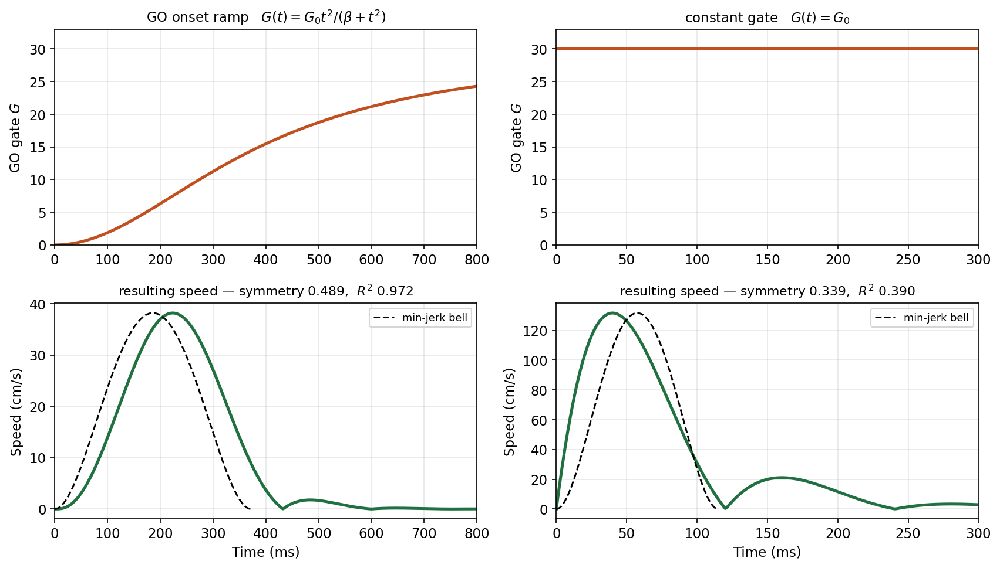 GO onset ramp G(t) = G₀t²/(β + t²)
GO gate G
30
25
20
15
10
5
0
0 100 200 300 400 500 600 700 800
constant gate G(t) = G₀
GO gate G
30
25
20
15
10
5
0
0 50 100 150 200 250 300
resulting speed — symmetry 0.489, R² 0.972
min-jerk bell
Speed (cm/s)
40
30
20
10
0
0 100 200 300 400 500 600 700 800
Time (ms)
resulting speed — symmetry 0.339, R² 0.390
min-jerk bell
Speed (cm/s)
120
100
80
60
40
20
0
0 50 100 150 200 250 300
Time (ms)